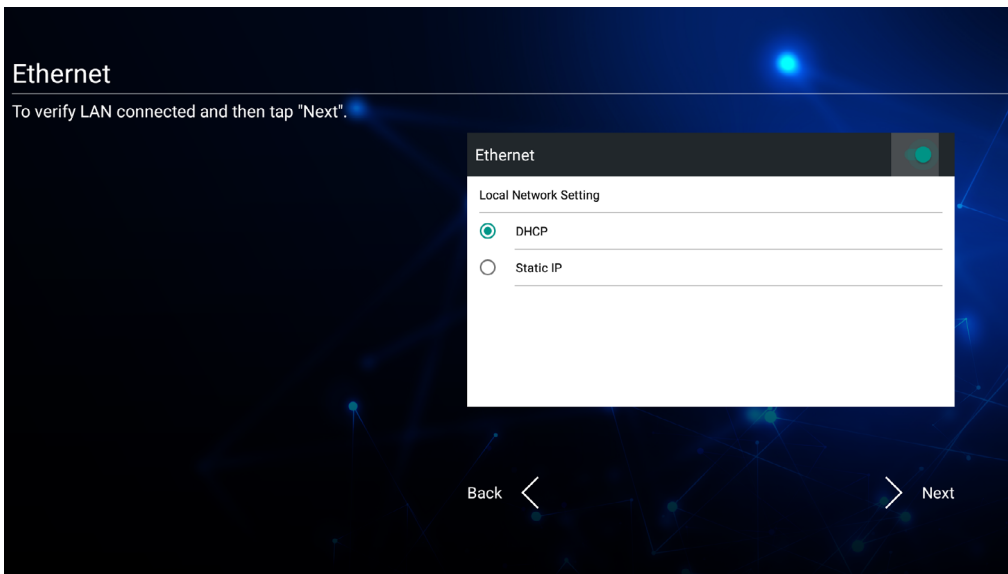 Ethernet
To verify LAN connected and then tap "Next".
Ethernet
Local Network Setting
DHCP
Static IP
Back
Next